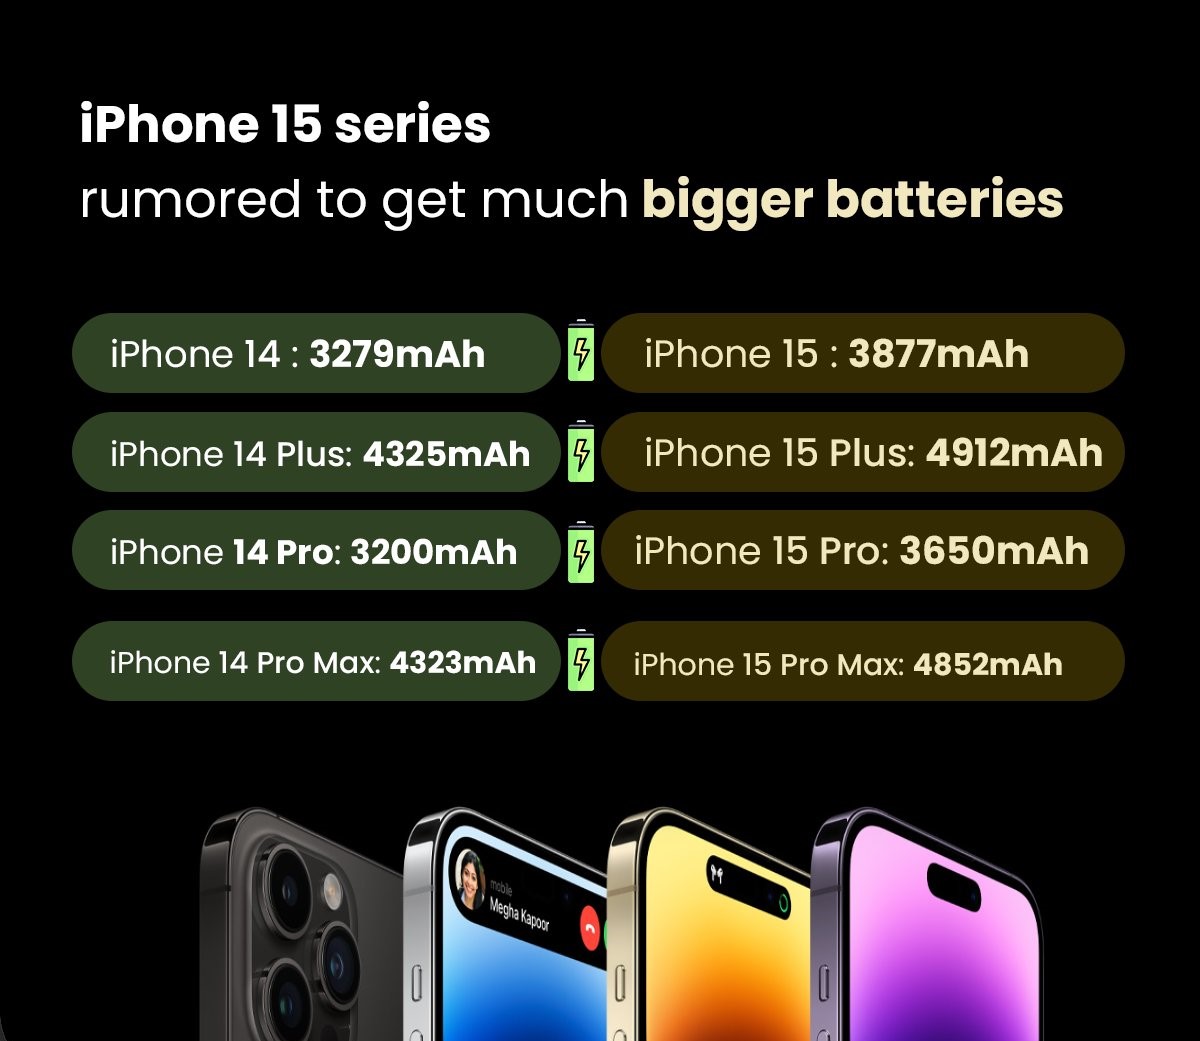 iPhone 15 series
rumored to get much bigger batteries
iPhone 14 : 3279mAh
iPhone 15 : 3877mAh
iPhone 14 Plus: 4325mAh
iPhone 15 Plus: 4912mAh
iPhone 14 Pro: 3200mAh
iPhone 15 Pro: 3650mAh
iPhone 14 Pro Max: 4323mAh
iPhone 15 Pro Max: 4852mAh
mobile
Megha Kapoor